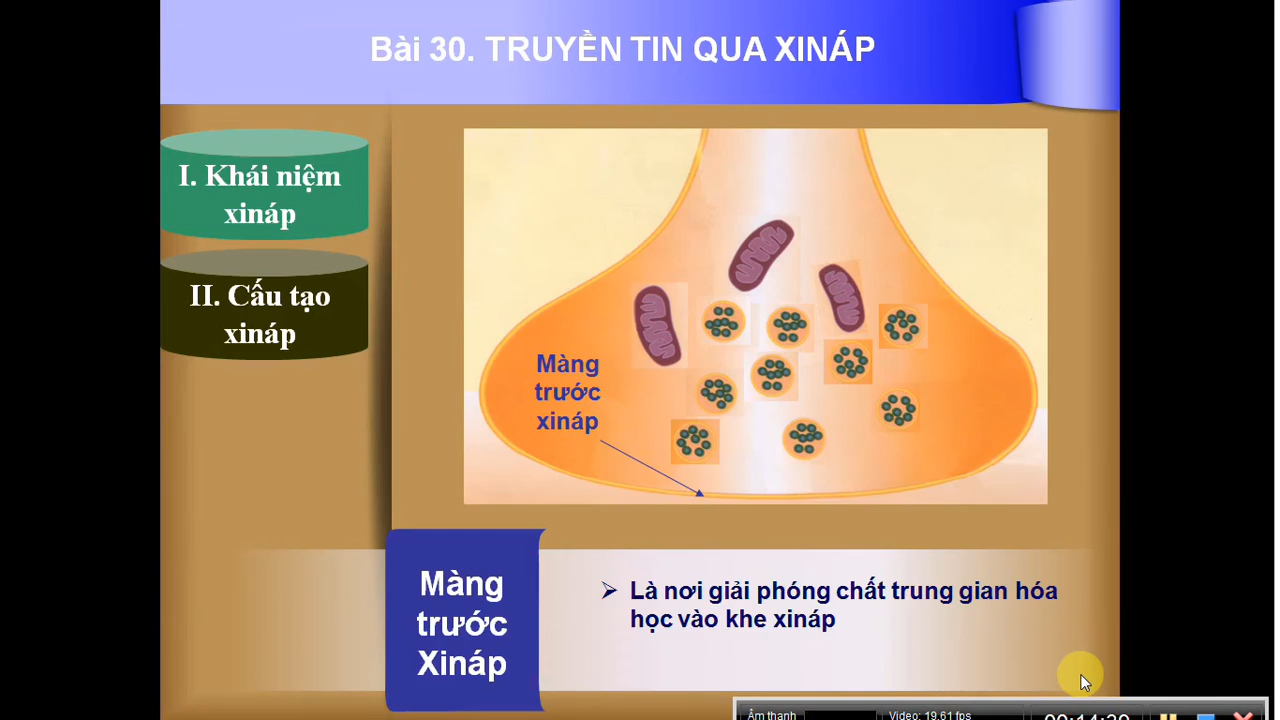 Bài 30. TRUYỀN TIN QUA XINÁP
I. Khái niệm
xináp
II. Cấu tạo
xináp
Màng
trước
xináp
Màng
trước
Xináp
Là nơi giải phóng chất trung gian hóa
học vào khe xináp
Âm thanh
Video: 19.61 fps